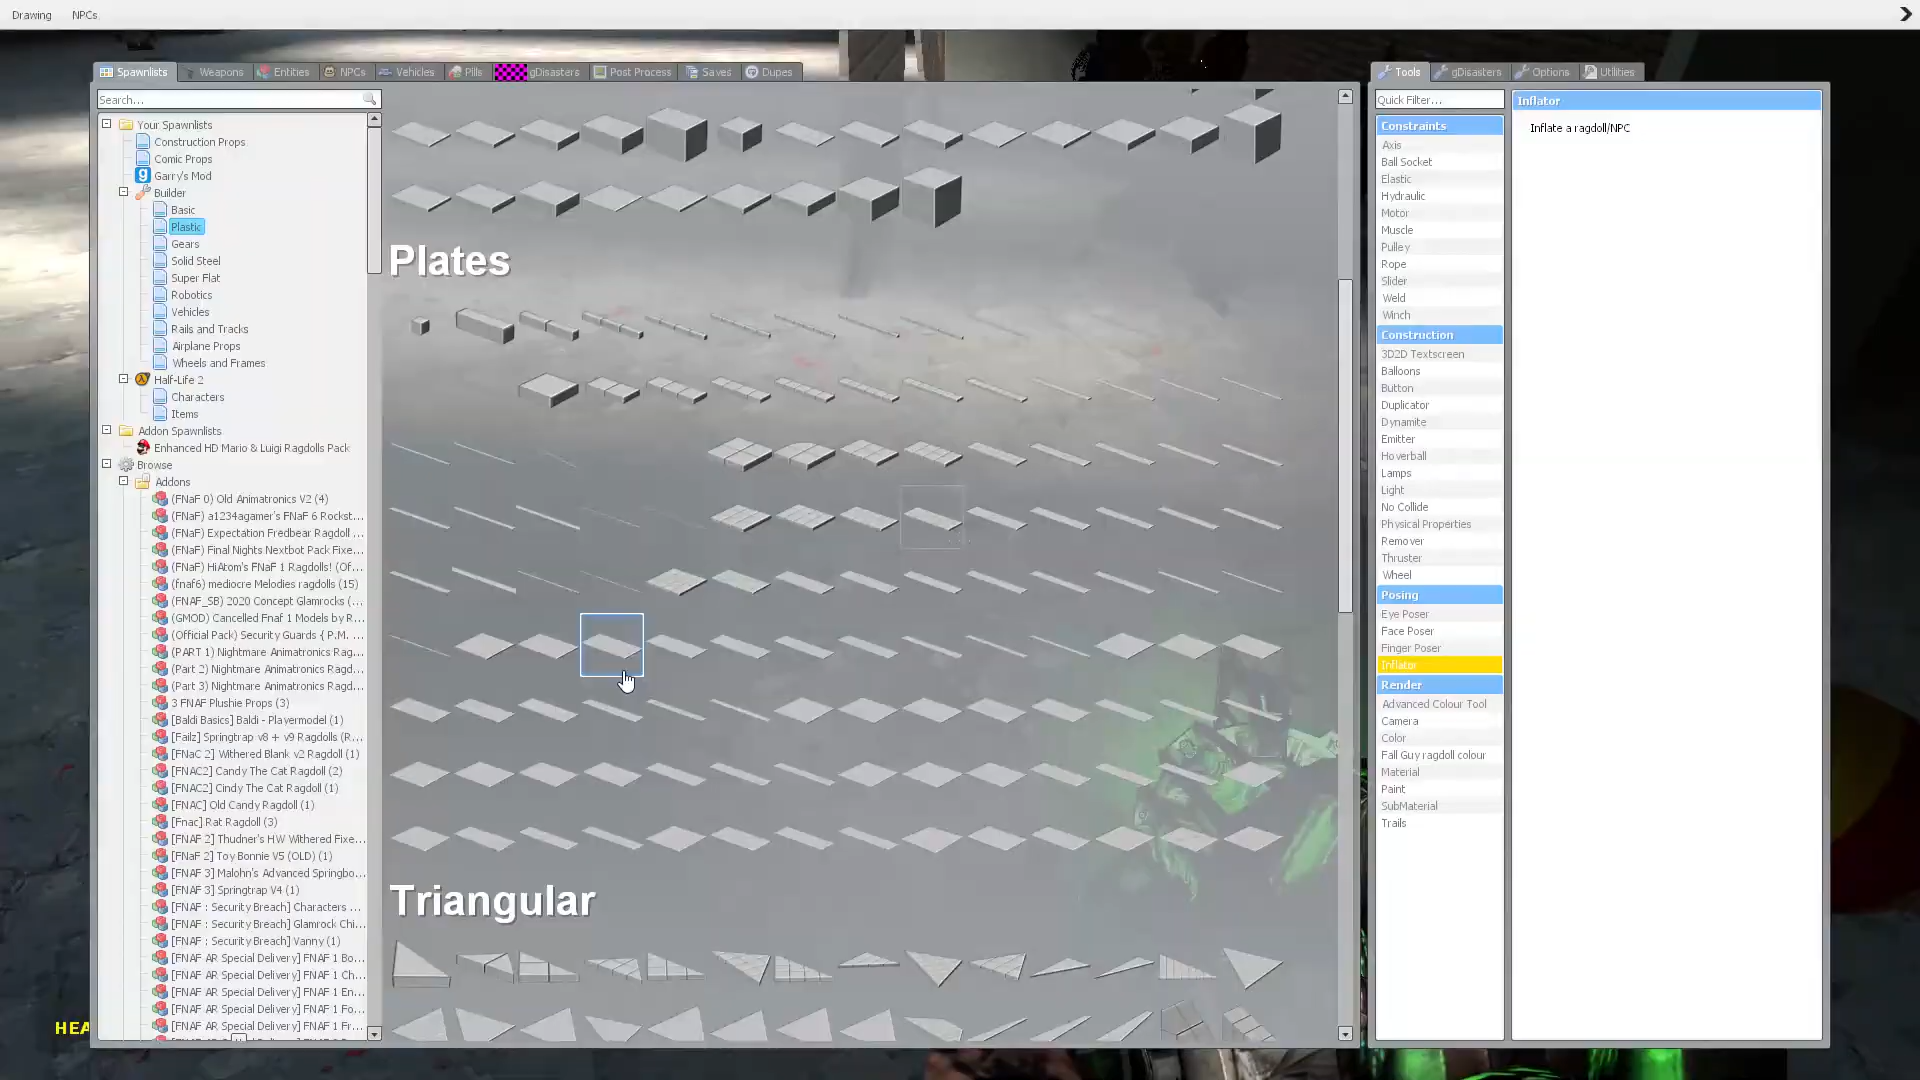 Drawing NPCs
Spawnlists Weapons Entities NPCs Vehicles Pills gDisasters Post Process Saves Dupes
Tools gDisasters Options Utilities
Search...
Your Spawnlists
Construction Props
Comic Props
Garry's Mod
Builder
Basic
Plastic
Gears
Solid Steel
Super Flat
Robotics
Vehicles
Rails and Tracks
Airplane Props
Wheels and Frames
Half-Life 2
Characters
Items
Addon Spawnlists
Enhanced HD Mario & Luigi Ragdolls Pack
Browse
Addons
(FNaF 0) Old Animatronics V2 (4)
(FNaF) a1234agamer's FNaF 6 Rockst...
(FNaF) Expectation Fredbear Ragdoll ...
(FNaF) Final Nights Nextbot Pack Fixe...
(FNaF) HiAtom's FNaF 1 Ragdolls! (Of...
(fnaf6) mediocre Melodies ragdolls (15)
(FNAF_SB) 2020 Concept Glamrocks (...
(GMOD) Cancelled Fnaf 1 Models by R...
(Official Pack) Security Guards { P.M. ...
(PART 1) Nightmare Animatronics Rag...
(Part 2) Nightmare Animatronics Ragd...
(Part 3) Nightmare Animatronics Ragd...
3 FNAF Plushie Props (3)
[Baldi Basics] Baldi - Playermodel (1)
[Failz] Springtrap v8 + v9 Ragdolls (R...
[FNaC 2] Withered Blank v2 Ragdoll (1)
[FNAC2] Candy The Cat Ragdoll (2)
[FNAC2] Cindy The Cat Ragdoll (1)
[FNAC] Old Candy Ragdoll (1)
[Fnac] Rat Ragdoll (3)
[FNAF 2] Thudner's HW Withered Fixe...
[FNaF 2] Toy Bonnie V5 (OLD) (1)
[FNAF 3] Malohn's Advanced Springbo...
[FNAF 3] Springtrap V4 (1)
[FNAF : Security Breach] Characters ...
[FNAF : Security Breach] Glamrock Chi...
[FNAF : Security Breach] Vanny (1)
[FNAF AR Special Delivery] FNAF 1 Bo...
[FNAF AR Special Delivery] FNAF 1 Ch...
[FNAF AR Special Delivery] FNAF 1 En...
[FNAF AR Special Delivery] FNAF 1 Fo...
[FNAF AR Special Delivery] FNAF 1 Fr...
HEA
Plates
Triangular
Quick Filter...
Constraints
Axis
Ball Socket
Elastic
Hydraulic
Motor
Muscle
Pulley
Rope
Slider
Weld
Winch
Construction
3D2D Textscreen
Balloons
Button
Duplicator
Dynamite
Emitter
Hoverball
Lamps
Light
No Collide
Physical Properties
Remover
Thruster
Wheel
Posing
Eye Poser
Face Poser
Finger Poser
Inflator
Render
Advanced Colour Tool
Camera
Color
Fall Guy ragdoll colour
Material
Paint
SubMaterial
Trails
Inflator
Inflate a ragdoll/NPC